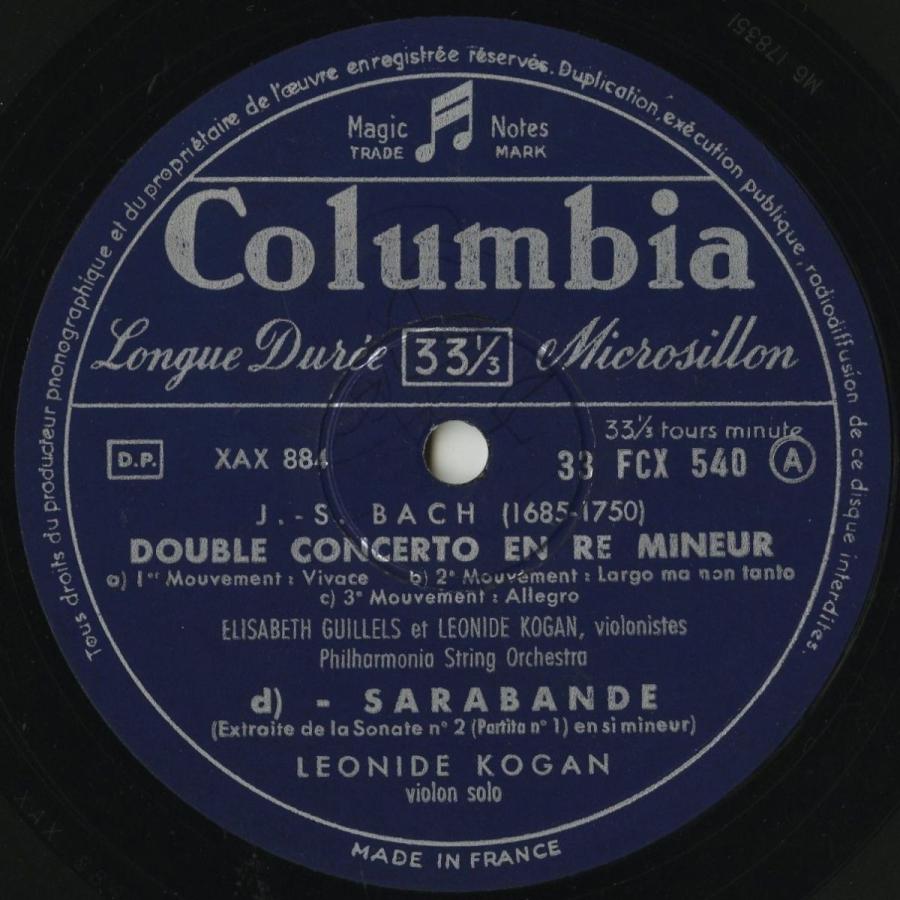 Tous droits du producteur phonographique et du propriétaire de l'œuvre enregistrée réservés. Duplication, exécution publique, radiodiffusion de ce disque interdites.
M6 178351
Magic Notes
TRADE MARK
Columbia
Longue Durée 33⅓ Microsillon
33⅓ tours minute
D.P. XAX 884 33 FCX 540 A
J.-S. BACH (1685-1750)
DOUBLE CONCERTO EN RE MINEUR
a) 1er Mouvement : Vivace b) 2e Mouvement : Largo ma non tanto
c) 3e Mouvement : Allegro
ELISABETH GUILLELS et LEONIDE KOGAN, violonistes
Philharmonia String Orchestra
d) - SARABANDE
(Extraite de la Sonate n° 2 (Partita n° 1) en si mineur)
LEONIDE KOGAN
violon solo
MADE IN FRANCE